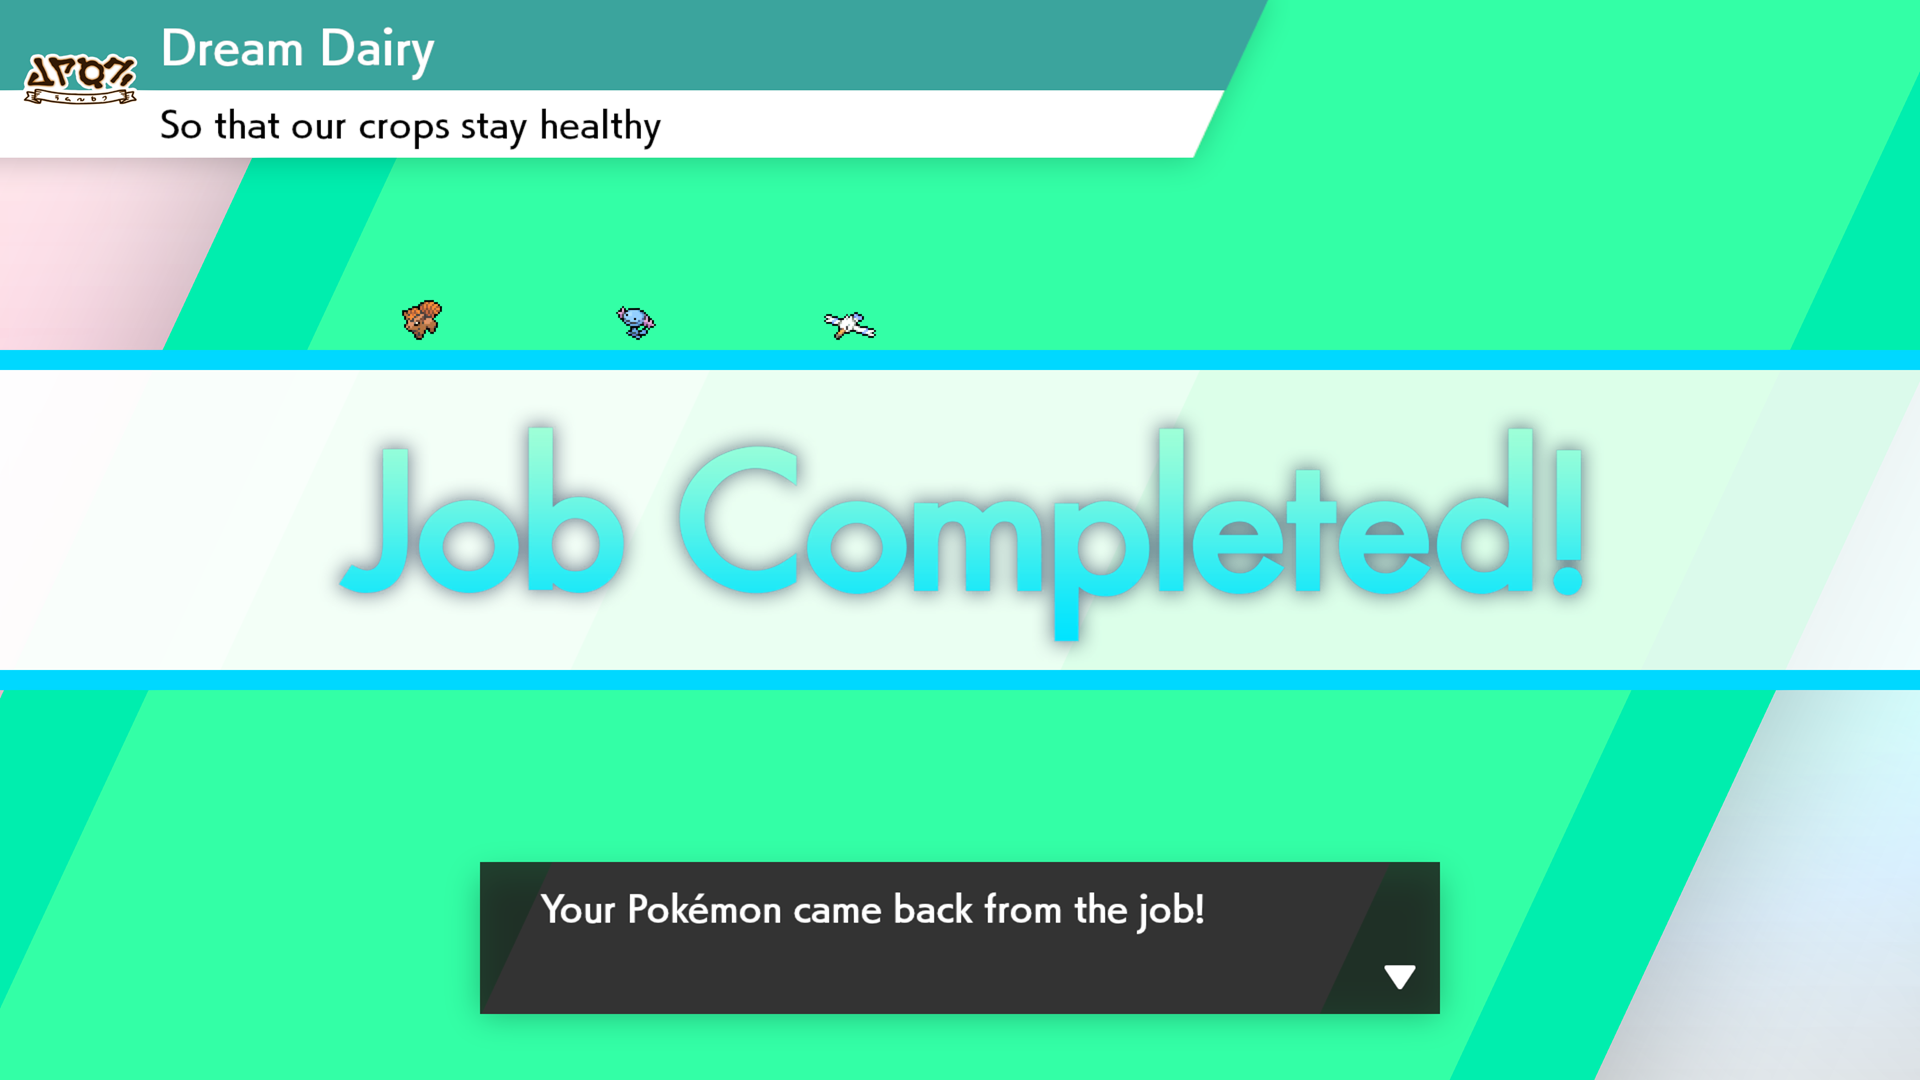 Dream Dairy
So that our crops stay healthy
Job Completed!
Your Pokémon came back from the job!